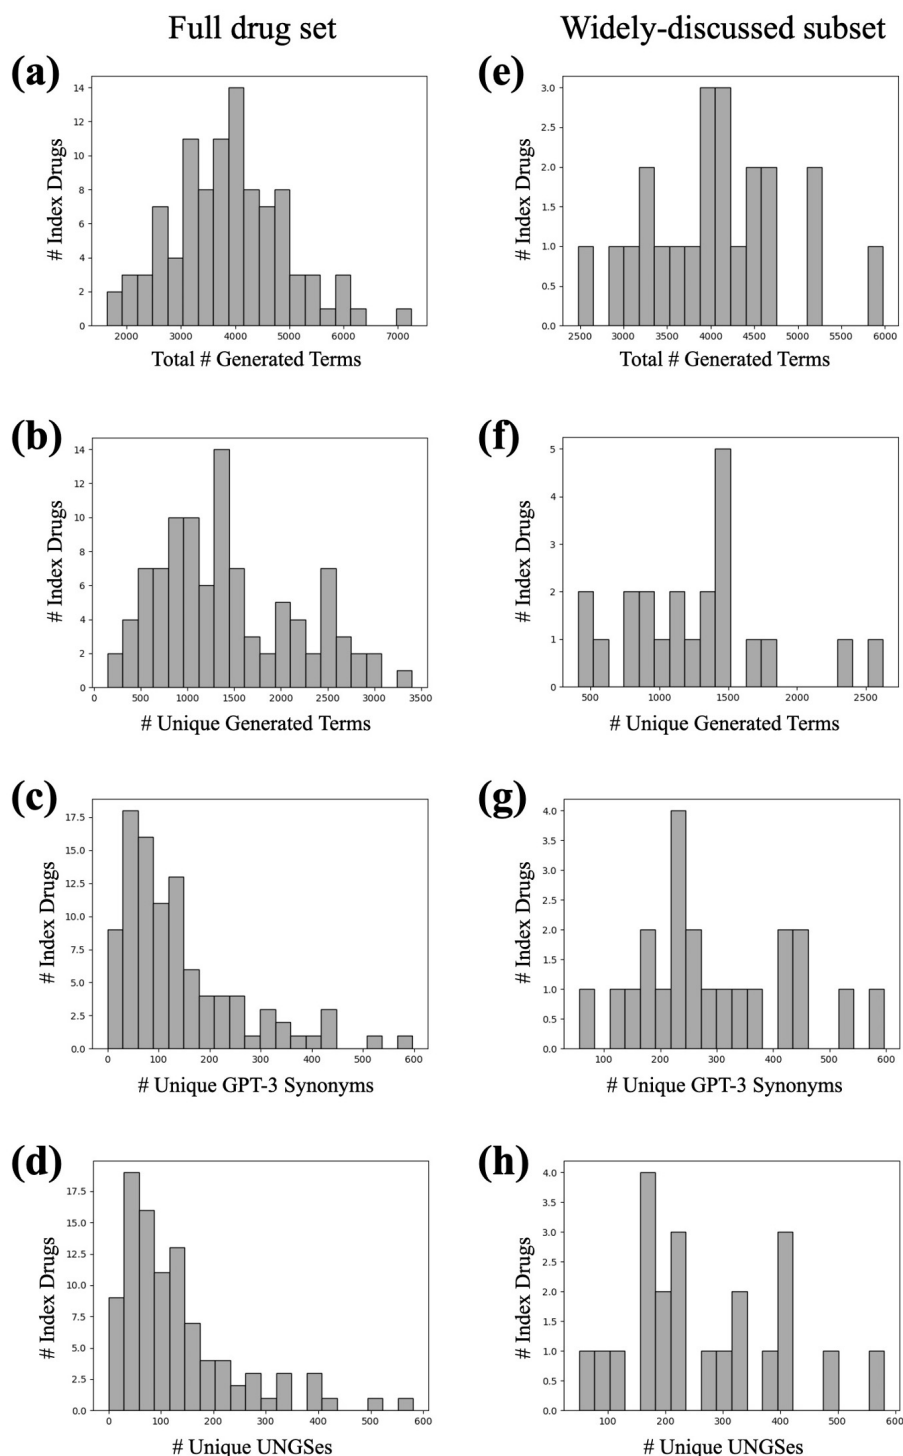 Full drug set
Widely-discussed subset
(a)
14
12
10
8
6
4
2
0
# Index Drugs
2000 3000 4000 5000 6000 7000
Total # Generated Terms
(e)
3.0
2.5
2.0
1.5
1.0
0.5
0.0
# Index Drugs
2500 3000 3500 4000 4500 5000 5500 6000
Total # Generated Terms
(b)
14
12
10
8
6
4
2
0
# Index Drugs
0 500 1000 1500 2000 2500 3000 3500
# Unique Generated Terms
(f)
5
4
3
2
1
0
# Index Drugs
500 1000 1500 2000 2500
# Unique Generated Terms
(c)
17.5
15.0
12.5
10.0
7.5
5.0
2.5
0.0
# Index Drugs
0 100 200 300 400 500 600
# Unique GPT-3 Synonyms
(g)
4.0
3.5
3.0
2.5
2.0
1.5
1.0
0.5
0.0
# Index Drugs
100 200 300 400 500 600
# Unique GPT-3 Synonyms
(d)
17.5
15.0
12.5
10.0
7.5
5.0
2.5
0.0
# Index Drugs
0 100 200 300 400 500 600
# Unique UNGSes
(h)
4.0
3.5
3.0
2.5
2.0
1.5
1.0
0.5
0.0
# Index Drugs
100 200 300 400 500 600
# Unique UNGSes